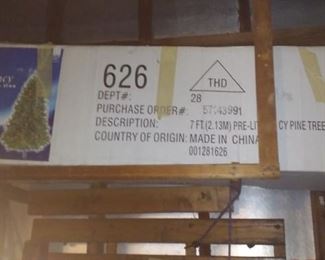 626
THD
DEPT#: 28
PURCHASE ORDER#:
DESCRIPTION: 7 FT.(2.13M) PRE-LIT CY PINE TREE
COUNTRY OF ORIGIN: MADE IN CHINA
001281626